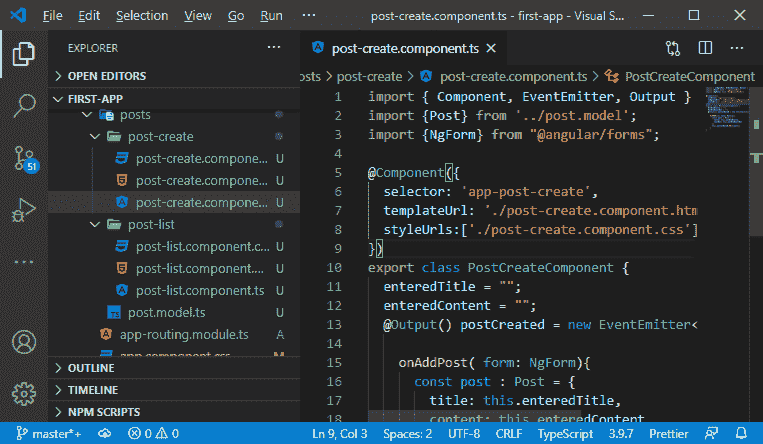 File Edit Selection View Go Run ··· post-create.component.ts - first-app - Visual S...
EXPLORER ···
OPEN EDITORS
FIRST-APP
posts
post-create
post-create.compone... U
post-create.compone... U
post-create.compone... U
post-list
post-list.component.c... U
post-list.component.... U
post-list.component.ts U
post.model.ts U
app-routing.module.ts A
app.component.css
OUTLINE
TIMELINE
NPM SCRIPTS
51
post-create.component.ts
osts > post-create > post-create.component.ts > PostCreateComponent
1 import { Component, EventEmitter, Output }
2 import {Post} from '../post.model';
3 import {NgForm} from "@angular/forms";
4
5 @Component({
6 selector: 'app-post-create',
7 templateUrl: './post-create.component.htm
8 styleUrls:['./post-create.component.css']
9 })
10 export class PostCreateComponent {
11 enteredTitle = "";
12 enteredContent = "";
13 @Output() postCreated = new EventEmitter<
14
15 onAddPost( form: NgForm){
16 const post : Post = {
17 title: this.enteredTitle,
18 content: this.enteredContent
master*+ 0 0 Ln 9, Col 3 Spaces: 2 UTF-8 CRLF TypeScript 3.9.7 Prettier